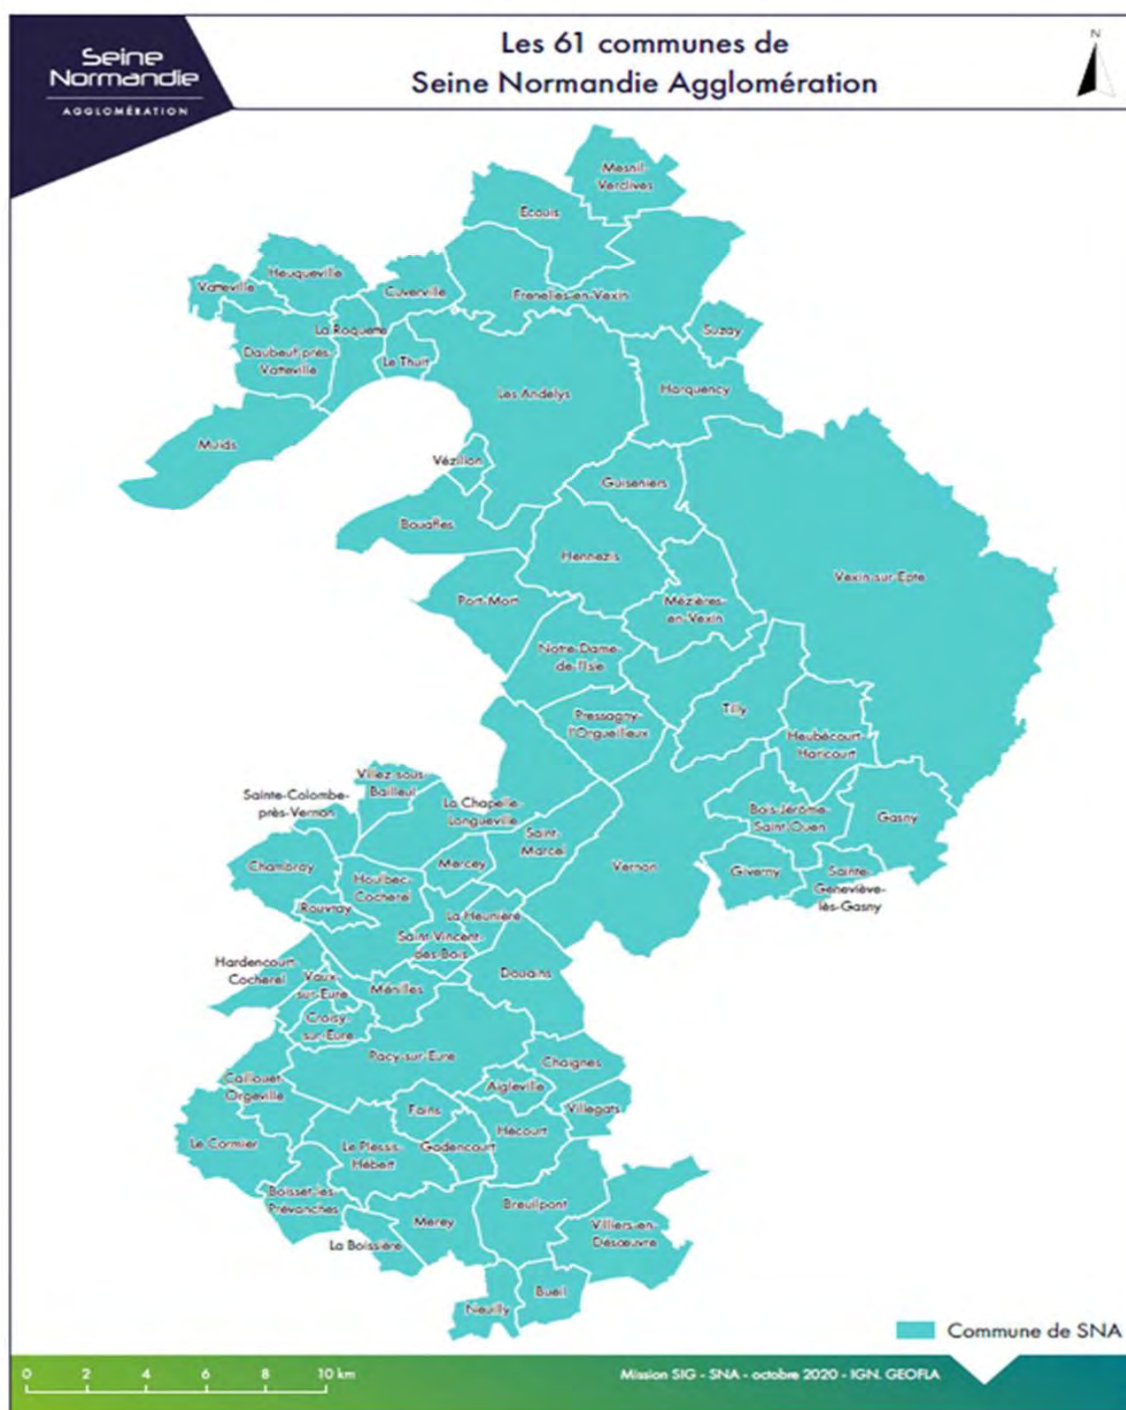 Seine
Normandie
AGGLOMÉRATION
Les 61 communes de
Seine Normandie Agglomération
N
Mesnil-
Verclives
Écouis
Heuqueville
Vatteville
Cuverville
Frenelles-en-Vexin
La Roquette
Suzay
Daubeuf-près-
Vatteville
Le Thuit
Les Andelys
Harquency
Muids
Vézillon
Guiseniers
Bouafles
Hennezis
Vexin-sur-Epte
Port-Mort
Mézières-
en-Vexin
Notre-Dame-
de-l'Isle
Tilly
Pressagny-
l'Orgueilleux
Heubécourt-
Haricourt
Villez-sous-
Bailleul
Sainte-Colombe-
près-Vernon
La Chapelle-
Longueville
Bois-Jérôme-
Saint-Ouen
Gasny
Saint-
Marcel
Chambray
Mercey
Vernon
Giverny
Sainte-
Geneviève-
lès-Gasny
Houlbec-
Cocherel
Rouvray
La Heunière
Saint-Vincent-
des-Bois
Hardencourt-
Cocherel
Vaux-
sur-Eure
Ménilles
Douains
Croisy-
sur-Eure
Pacy-sur-Eure
Chaignes
Caillouet-
Orgeville
Aigleville
Fains
Villegats
Le Cormier
Hécourt
Le Plessis-
Hébert
Gadencourt
Boisset-les-
Prévanches
Breuilpont
Merey
Villiers-en-
Désœuvre
La Boissière
Bueil
Neuilly
Commune de SNA
0 2 4 6 8 10 km
Mission SIG - SNA - octobre 2020 - IGN. GEOFLA